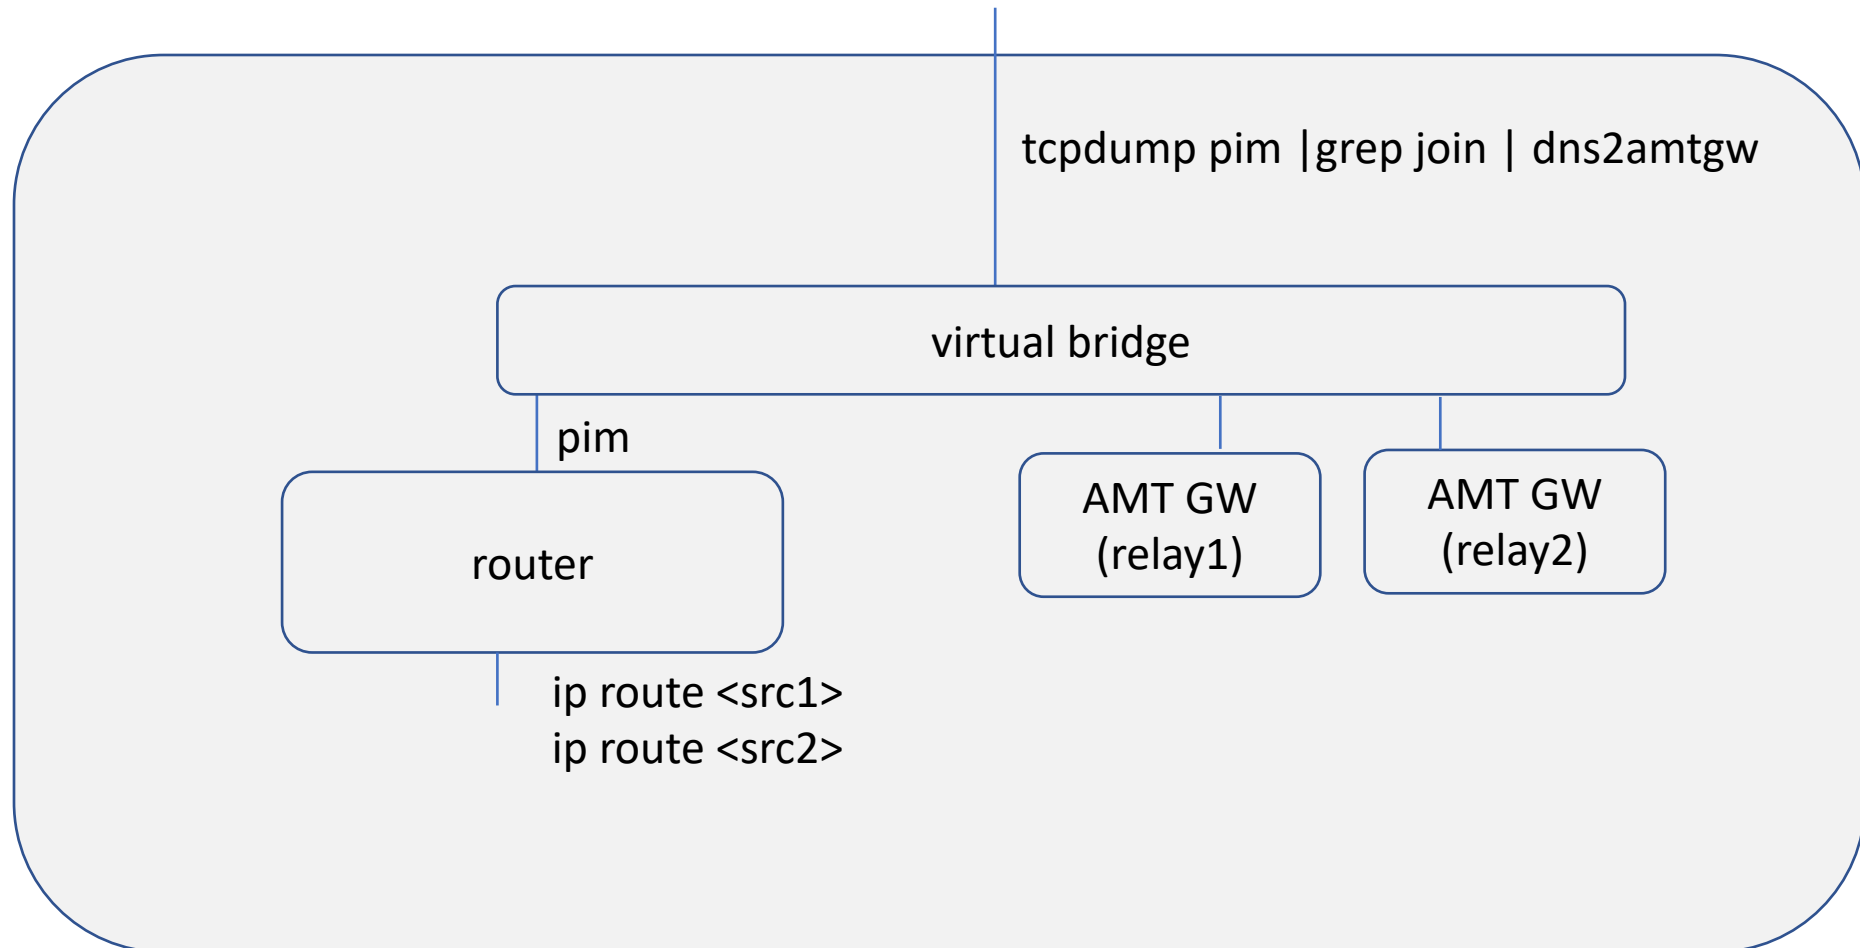 tcpdump pim |grep join | dns2amtgw
virtual bridge
pim
router
AMT GW
(relay1)
AMT GW
(relay2)
ip route <src1>
ip route <src2>